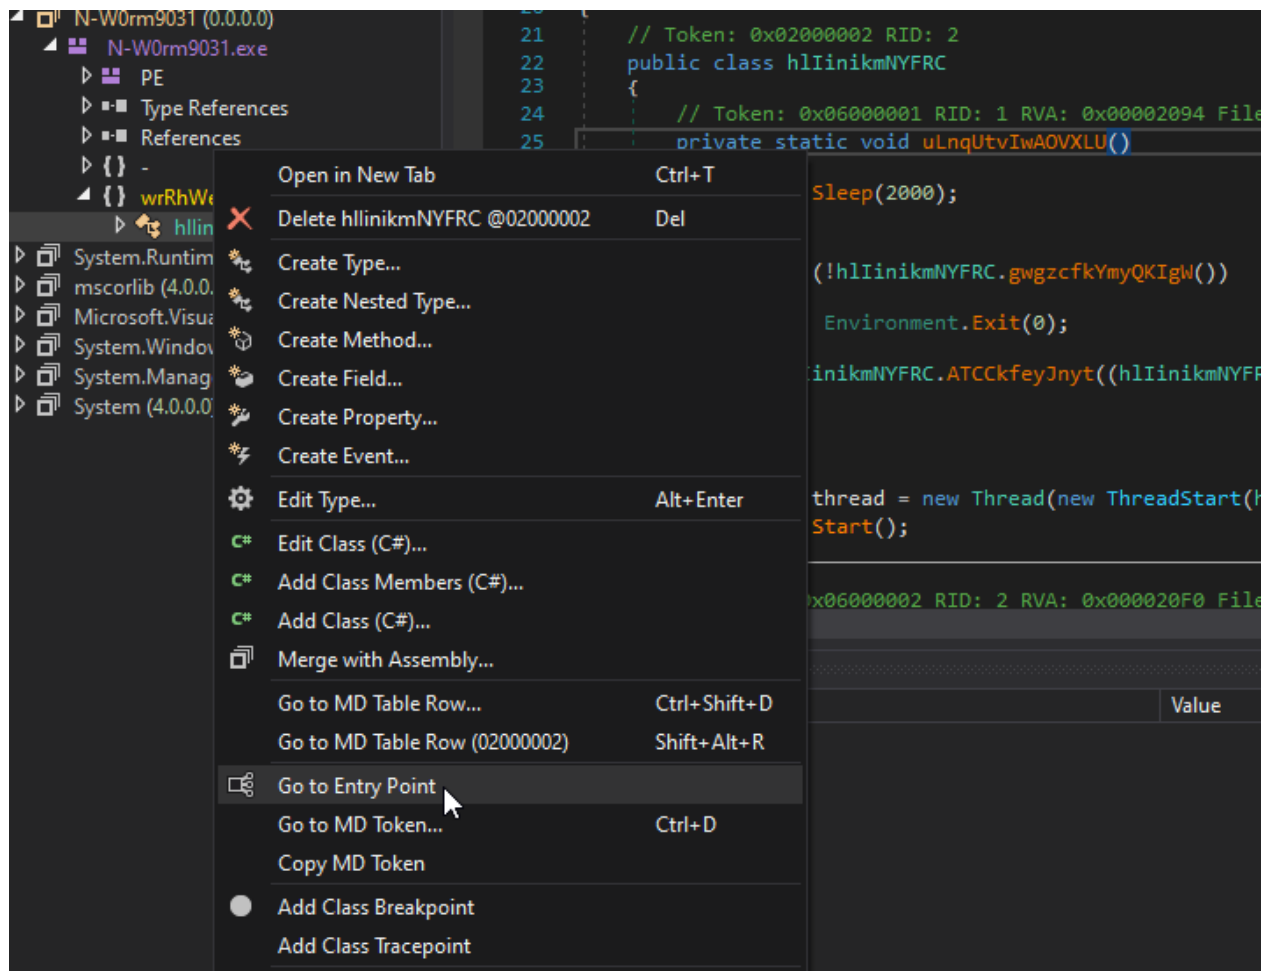 N-W0rm9031 (0.0.0.0)
N-W0rm9031.exe
PE
Type References
References
{ } -
{ } wrRhWe
hllin
System.Runtim
mscorlib (4.0.0.
Microsoft.Visua
System.Window
System.Manag
System (4.0.0.0)
Open in New Tab Ctrl+T
Delete hllinikmNYFRC @02000002 Del
Create Type...
Create Nested Type...
Create Method...
Create Field...
Create Property...
Create Event...
Edit Type... Alt+Enter
C# Edit Class (C#)...
C# Add Class Members (C#)...
C# Add Class (C#)...
Merge with Assembly...
Go to MD Table Row... Ctrl+Shift+D
Go to MD Table Row (02000002) Shift+Alt+R
Go to Entry Point
Go to MD Token... Ctrl+D
Copy MD Token
Add Class Breakpoint
Add Class Tracepoint
21 // Token: 0x02000002 RID: 2
22 public class hlIinikmNYFRC
23 {
24 // Token: 0x06000001 RID: 1 RVA: 0x00002094 File
25 private static void uLnqUtvIwAOVXLU()
Sleep(2000);
(!hlIinikmNYFRC.gwgzcfkYmyQKIgW())
Environment.Exit(0);
IinikmNYFRC.ATCCkfeyJnyt((hlIinikmNYFR
thread = new Thread(new ThreadStart(h
Start();
0x06000002 RID: 2 RVA: 0x000020F0 File
Value